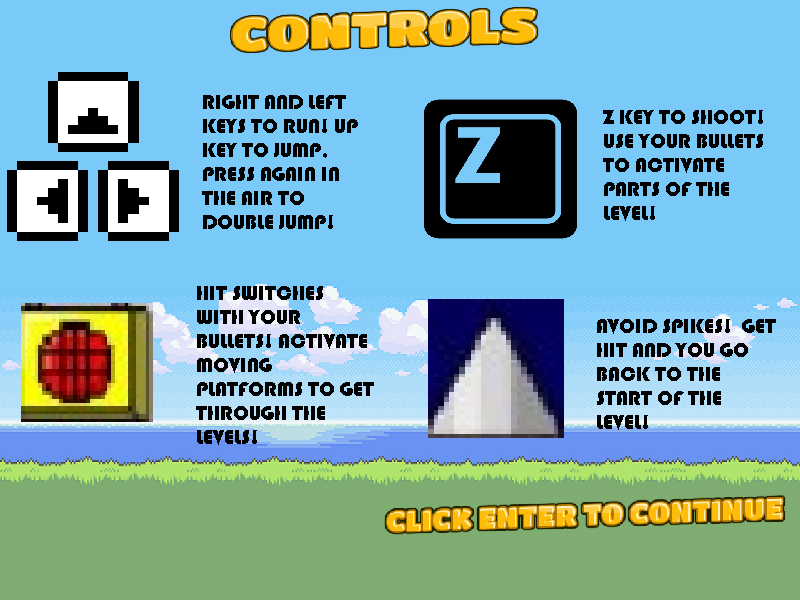 CONTROLS
RIGHT AND LEFT
KEYS TO RUN! UP
KEY TO JUMP.
PRESS AGAIN IN
THE AIR TO
DOUBLE JUMP!
Z
Z KEY TO SHOOT!
USE YOUR BULLETS
TO ACTIVATE
PARTS OF THE
LEVEL!
HIT SWITCHES
WITH YOUR
BULLETS! ACTIVATE
MOVING
PLATFORMS TO GET
THROUGH THE
LEVELS!
AVOID SPIKES! GET
HIT AND YOU GO
BACK TO THE
START OF THE
LEVEL!
CLICK ENTER TO CONTINUE